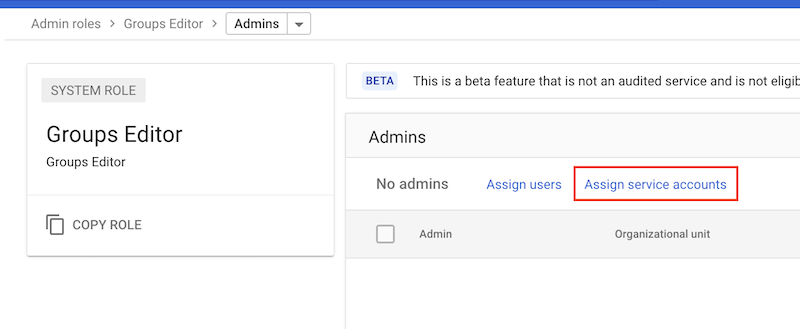 Admin roles > Groups Editor > Admins
SYSTEM ROLE
Groups Editor
Groups Editor
COPY ROLE
BETA This is a beta feature that is not an audited service and is not eligib
Admins
No admins Assign users Assign service accounts
Admin Organizational unit